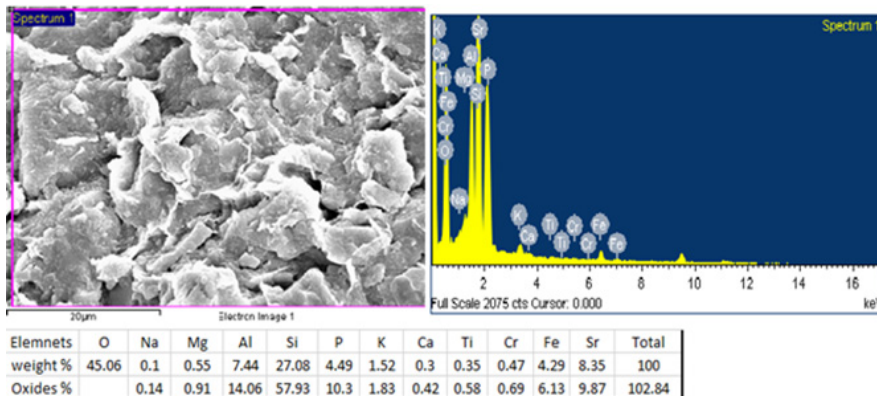 Spectrum 1
20µm
Electron Image 1
Spectrum 1
K Sr
Ca Al
Ti Mg P
Fe Si
Cr
O
Na
K Ti Cr Fe
Ca Ti Cr Fe
2 4 6 8 10 12 14 16
Full Scale 2075 cts Cursor: 0.000 ke
Elemnets O Na Mg Al Si P K Ca Ti Cr Fe Sr Total
weight % 45.06 0.1 0.55 7.44 27.08 4.49 1.52 0.3 0.35 0.47 4.29 8.35 100
Oxides % 0.14 0.91 14.06 57.93 10.3 1.83 0.42 0.58 0.69 6.13 9.87 102.84